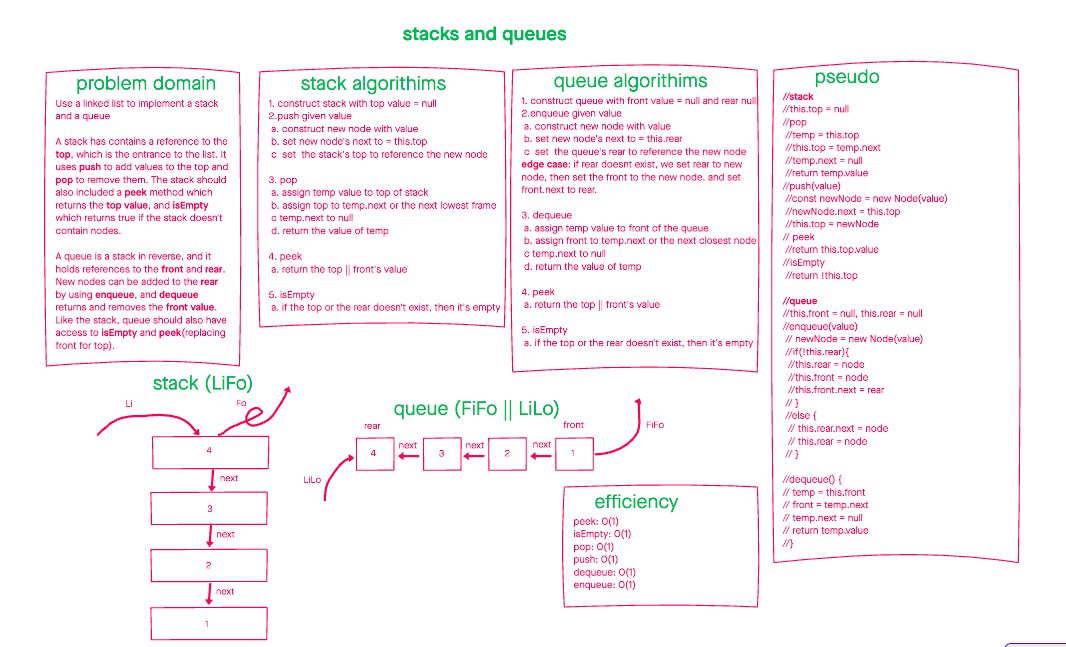 stacks and queues
problem domain
Use a linked list to implement a stack
and a queue
A stack has contains a reference to the
top, which is the entrance to the list. It
uses push to add values to the top and
pop to remove them. The stack should
also included a peek method which
returns the top value, and isEmpty
which returns true if the stack doesn't
contain nodes.
A queue is a stack in reverse, and it
holds references to the front and rear.
New nodes can be added to the rear
by using enqueue, and dequeue
returns and removes the front value.
Like the stack, queue should also have
access to isEmpty and peek(replacing
front for top).
stack algorithims
1. construct stack with top value = null
2.push given value
a. construct new node with value
b. set new node's next to = this.top
c set the stack's top to reference the new node
3. pop
a. assign temp value to top of stack
b. assign top to temp.next or the next lowest frame
c temp.next to null
d. return the value of temp
4. peek
a. return the top || front's value
5. isEmpty
a. if the top or the rear doesn't exist, then it's empty
queue algorithims
1. construct queue with front value = null and rear null
2.enqueue given value
a. construct new node with value
b. set new node's next to = this.rear
c set the queue's rear to reference the new node
edge case: if rear doesnt exist, we set rear to new
node, then set the front to the new node. and set
front.next to rear.
3. dequeue
a. assign temp value to front of the queue
b. assign front to temp.next or the next closest node
c temp.next to null
d. return the value of temp
4. peek
a. return the top || front's value
5. isEmpty
a. if the top or the rear doesn't exist, then it's empty
pseudo
//stack
//this.top = null
//pop
//temp = this.top
//this.top = temp.next
//temp.next = null
//return temp.value
//push(value)
//const newNode = new Node(value)
//newNode.next = this.top
//this.top = newNode
// peek
//return this.top.value
//isEmpty
//return !this.top
//queue
//this.front = null, this.rear = null
//enqueue(value)
// newNode = new Node(value)
//if(!this.rear){
//this.rear = node
//this.front = node
//this.front.next = rear
// }
//else {
// this.rear.next = node
// this.rear = node
// }
//dequeue() {
// temp = this.front
// front = temp.next
// temp.next = null
// return temp.value
//}
stack (LiFo)
Li
Fo
4
next
3
next
2
next
1
queue (FiFo || LiLo)
rear
front
FiFo
4
next
3
next
2
next
1
LiLo
efficiency
peek: O(1)
isEmpty: O(1)
pop: O(1)
push: O(1)
dequeue: O(1)
enqueue: O(1)